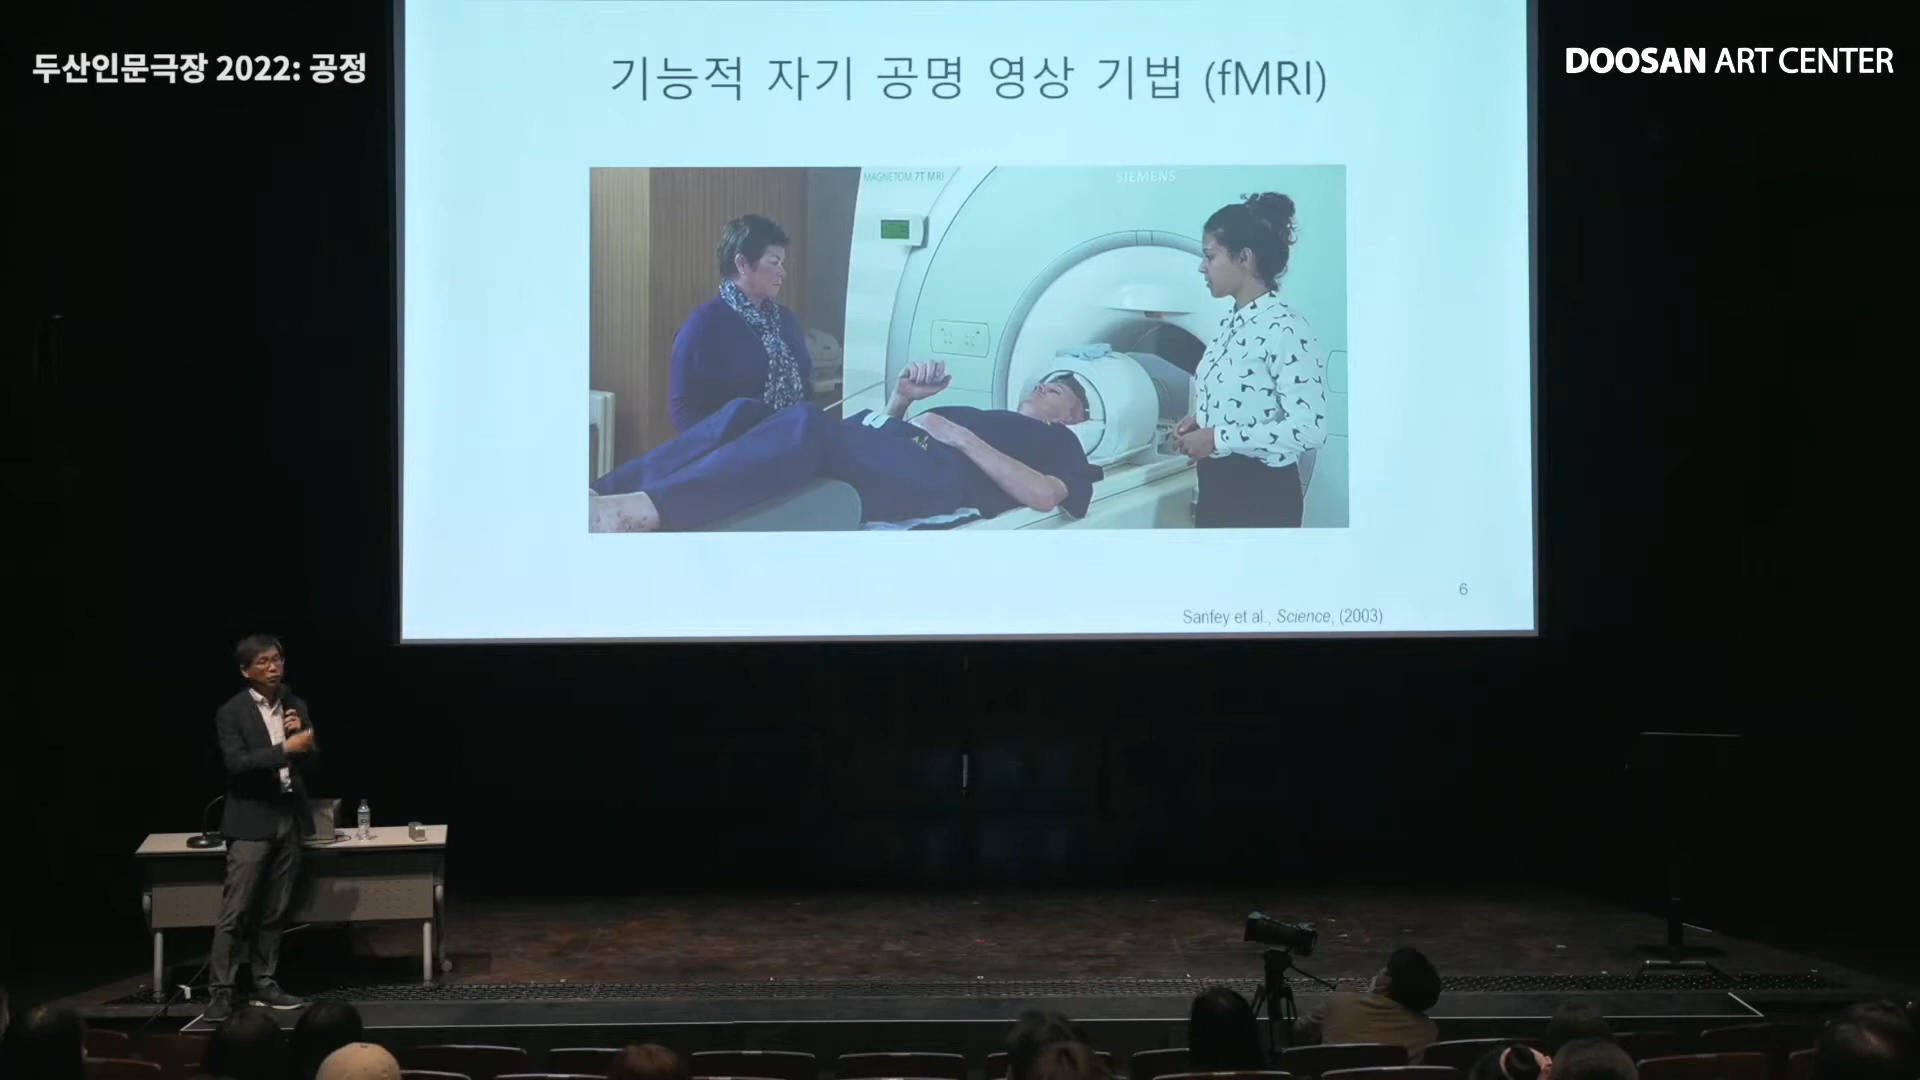 두산인문극장 2022: 공정
DOOSAN ART CENTER
기능적 자기 공명 영상 기법 (fMRI)
MAGNETOM 7T MRI
SIEMENS
6
Sanfey et al., Science, (2003)